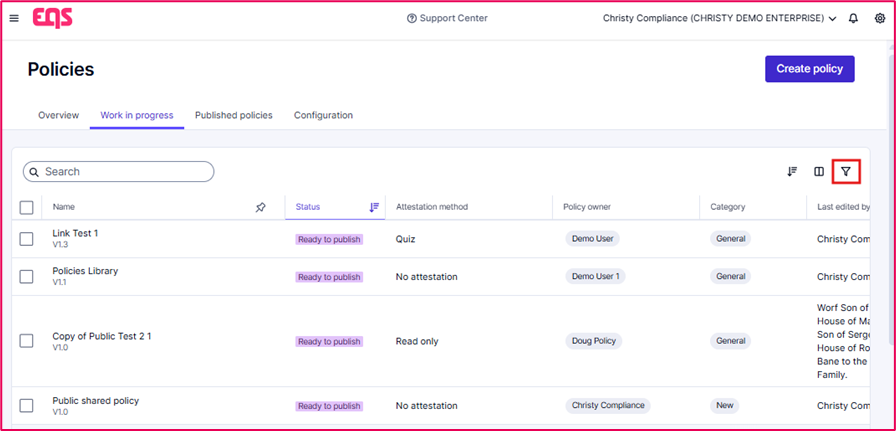 EQS
Support Center
Christy Compliance (CHRISTY DEMO ENTERPRISE)
Policies
Create policy
Overview
Work in progress
Published policies
Configuration
Search
Name
Status
Attestation method
Policy owner
Category
Last edited by
Link Test 1
V1.3
Ready to publish
Quiz
Demo User
General
Christy Com
Policies Library
V1.1
Ready to publish
No attestation
Demo User 1
General
Christy Com
Copy of Public Test 2 1
V1.0
Ready to publish
Read only
Doug Policy
General
Worf Son of
House of Ma
Son of Serge
House of Ro
Bane to the
Family.
Public shared policy
V1.0
Ready to publish
No attestation
Christy Compliance
New
Christy Com